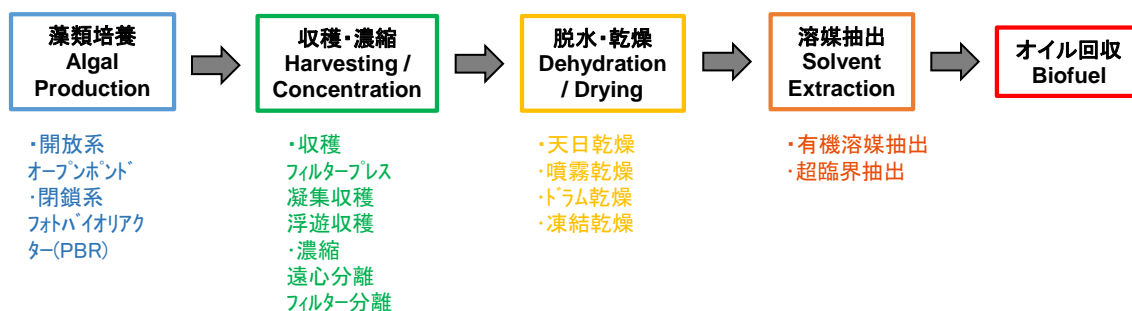 藻類培養
Algal
Production
収穫・濃縮
Harvesting /
Concentration
脱水・乾燥
Dehydration
/ Drying
溶媒抽出
Solvent
Extraction
オイル回収
Biofuel
・開放系
オープンポンド
・閉鎖系
フォトバイオリアク
ター(PBR)
・収穫
フィルタープレス
凝集収穫
浮遊収穫
・濃縮
遠心分離
フィルター分離
・天日乾燥
・噴霧乾燥
・ドラム乾燥
・凍結乾燥
・有機溶媒抽出
・超臨界抽出